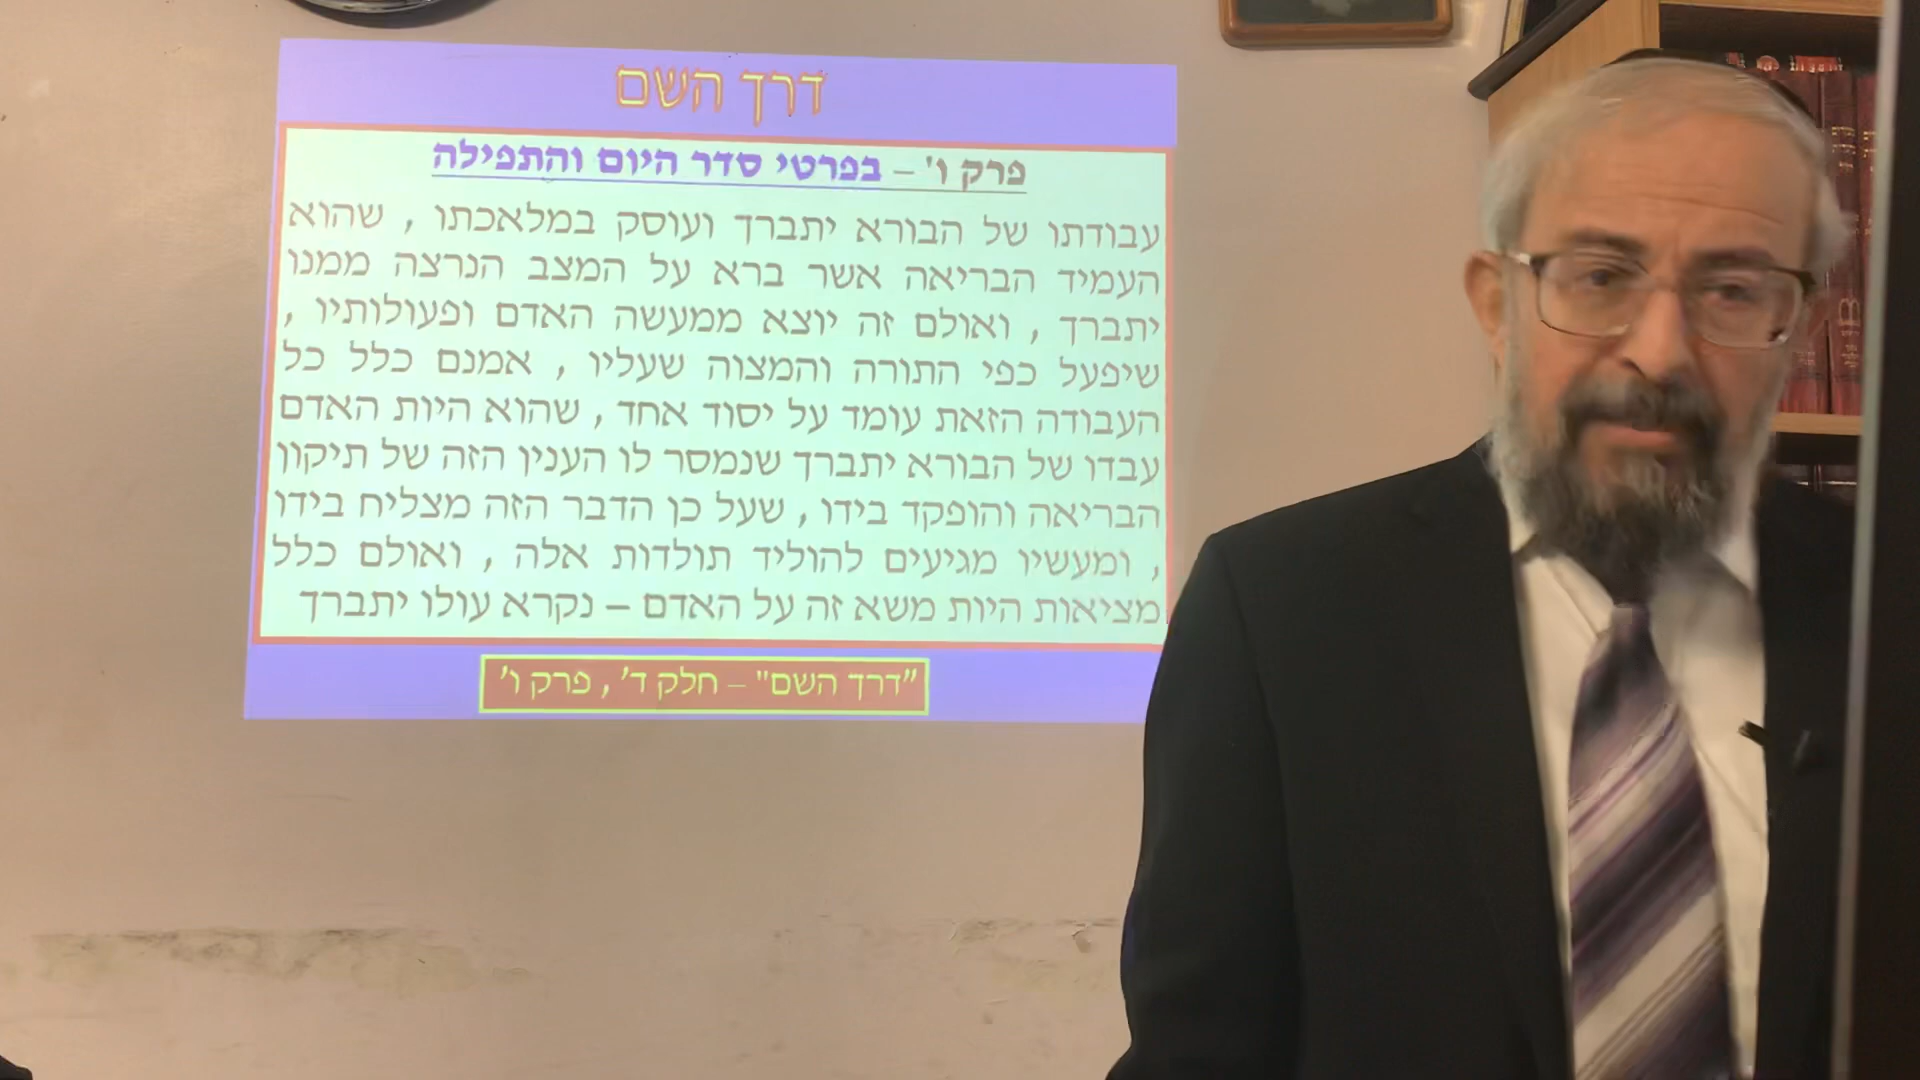 דרך השם
פרק ו' – בפרטי סדר היום והתפילה
עבודתו של הבורא יתברך ועוסק במלאכתו , שהוא
העמיד הבריאה אשר ברא על המצב הנרצה ממנו
יתברך , ואולם זה יוצא ממעשה האדם ופעולותיו ,
שיפעל כפי התורה והמצוה שעליו , אמנם כלל כל
העבודה הזאת עומד על יסוד אחד , שהוא היות האדם
עבדו של הבורא יתברך שנמסר לו הענין הזה של תיקון
הבריאה והופקד בידו , שעל כן הדבר הזה מצליח בידו
, ומעשיו מגיעים להוליד תולדות אלה , ואולם כלל
מציאות היות משא זה על האדם – נקרא עולו יתברך
"דרך השם" – חלק ד' , פרק ו'